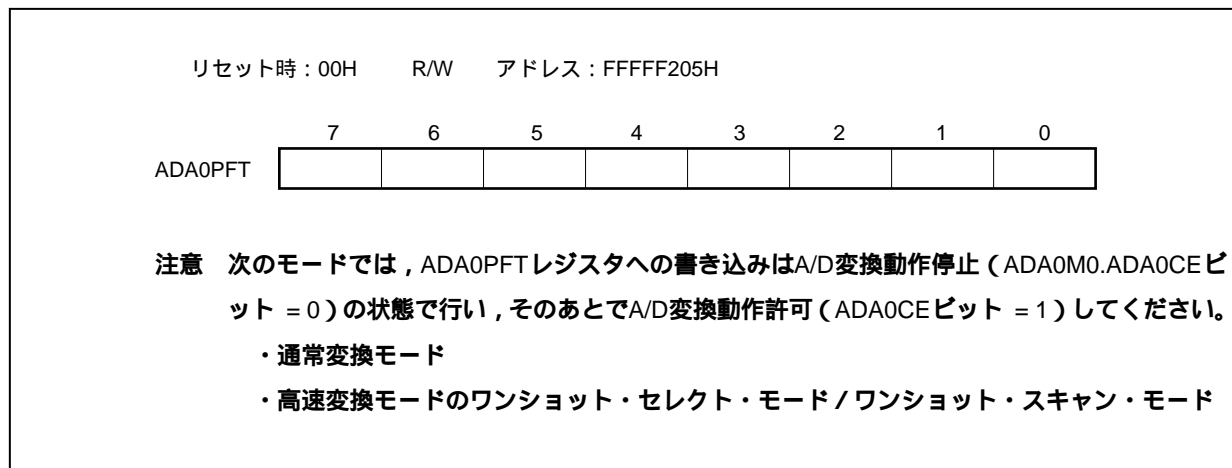 リセット時：00H　R/W　アドレス：FFFFF205H
7 6 5 4 3 2 1 0
ADA0PFT
注意　次のモードでは，ADA0PFTレジスタへの書き込みはA/D変換動作停止（ADA0M0.ADA0CEビ
ット = 0）の状態で行い，そのあとでA/D変換動作許可（ADA0CEビット = 1）してください。
・通常変換モード
・高速変換モードのワンショット・セレクト・モード／ワンショット・スキャン・モード